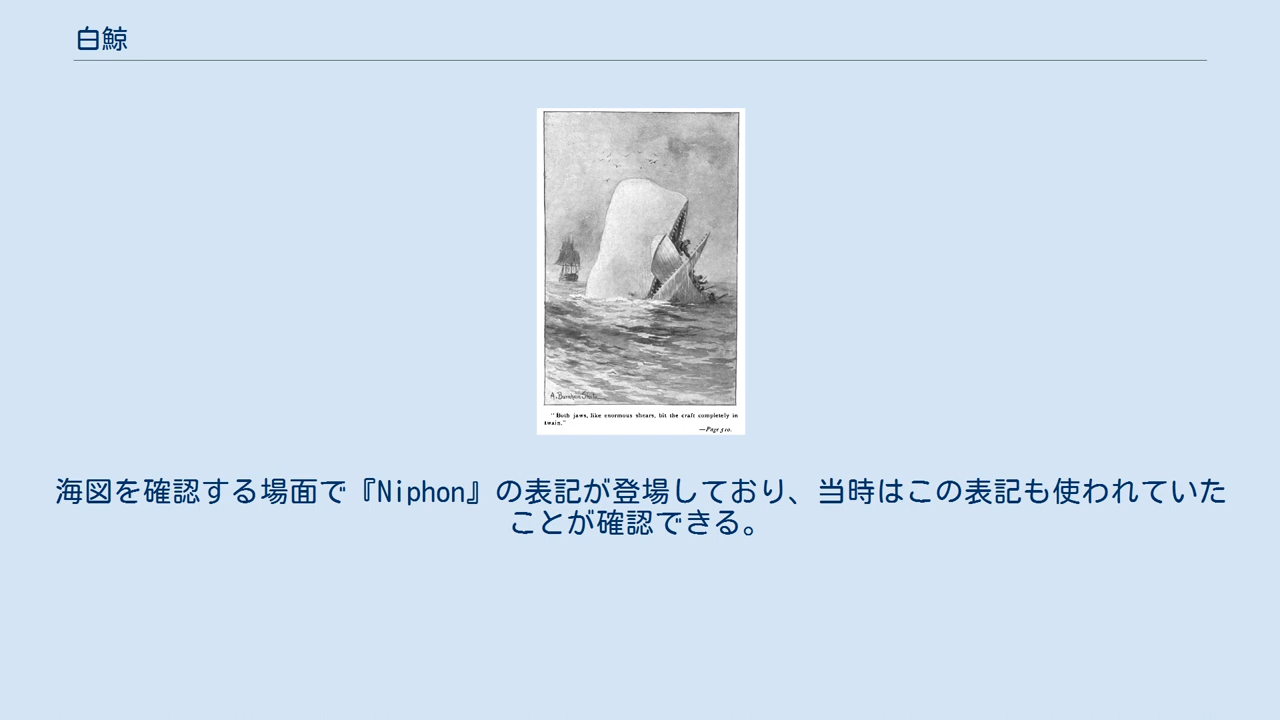 白鯨
A. Burnham Shute
"Both jaws, like enormous shears, bit the craft completely in
twain."
—Page 510.
海図を確認する場面で『Niphon』の表記が登場しており、当時はこの表記も使われていた
ことが確認できる。